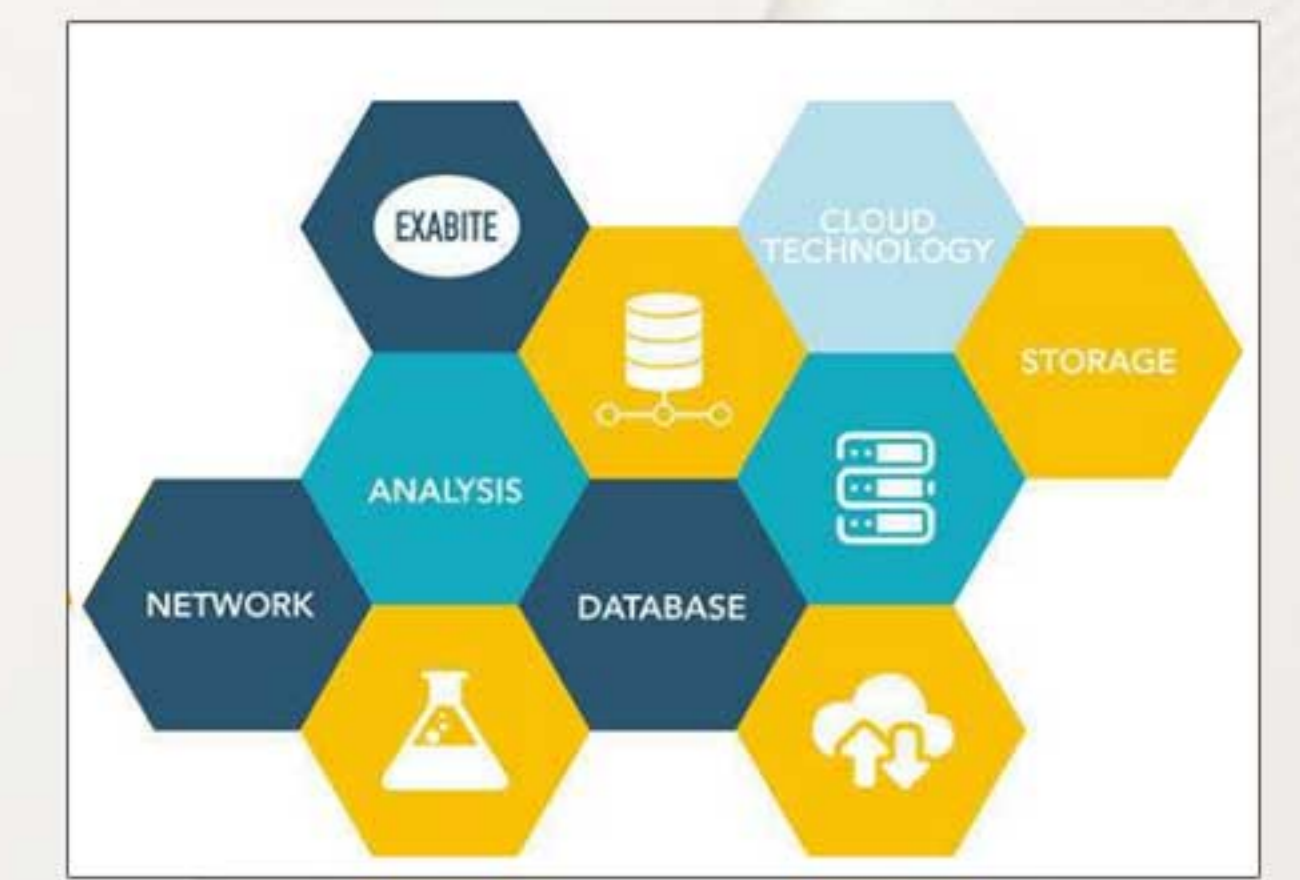 EXABITE
CLOUD
TECHNOLOGY
STORAGE
ANALYSIS
NETWORK
DATABASE